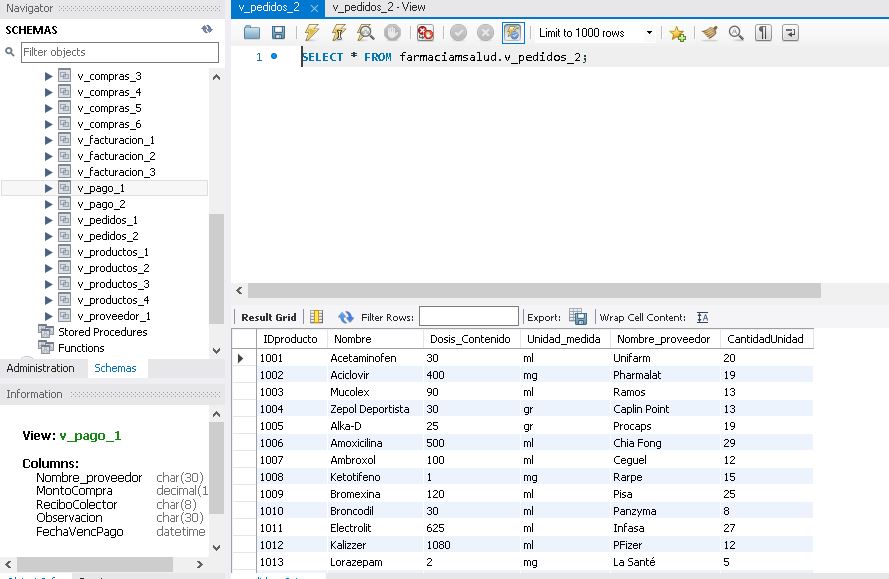 Navigator
SCHEMAS
Filter objects
v_compras_3
v_compras_4
v_compras_5
v_compras_6
v_facturacion_1
v_facturacion_2
v_facturacion_3
v_pago_1
v_pago_2
v_pedidos_1
v_pedidos_2
v_productos_1
v_productos_2
v_productos_3
v_productos_4
v_proveedor_1
Stored Procedures
Functions
Administration Schemas
Information
View: v_pago_1
Columns:
Nombre_proveedor char(30)
MontoCompra decimal(1
ReciboColector char(8)
Observacion char(30)
FechaVencPago datetime
v_pedidos_2 v_pedidos_2 - View
Limit to 1000 rows
1 SELECT * FROM farmaciamsalud.v_pedidos_2;
Result Grid Filter Rows: Export: Wrap Cell Content:
IDproducto Nombre Dosis_Contenido Unidad_medida Nombre_proveedor CantidadUnidad
1001 Acetaminofen 30 ml Unifarm 20
1002 Aciclovir 400 mg Pharmalat 19
1003 Mucolex 90 ml Ramos 13
1004 Zepol Deportista 30 gr Caplin Point 13
1005 Alka-D 25 gr Procaps 19
1006 Amoxicilina 500 ml Chia Fong 29
1007 Ambroxol 100 ml Ceguel 12
1008 Ketotifeno 1 mg Rarpe 15
1009 Bromexina 120 ml Pisa 25
1010 Broncodil 30 ml Panzyma 8
1011 Electrolit 625 ml Infasa 27
1012 Kalizzer 1080 ml PFizer 12
1013 Lorazepam 2 mg La Santé 5